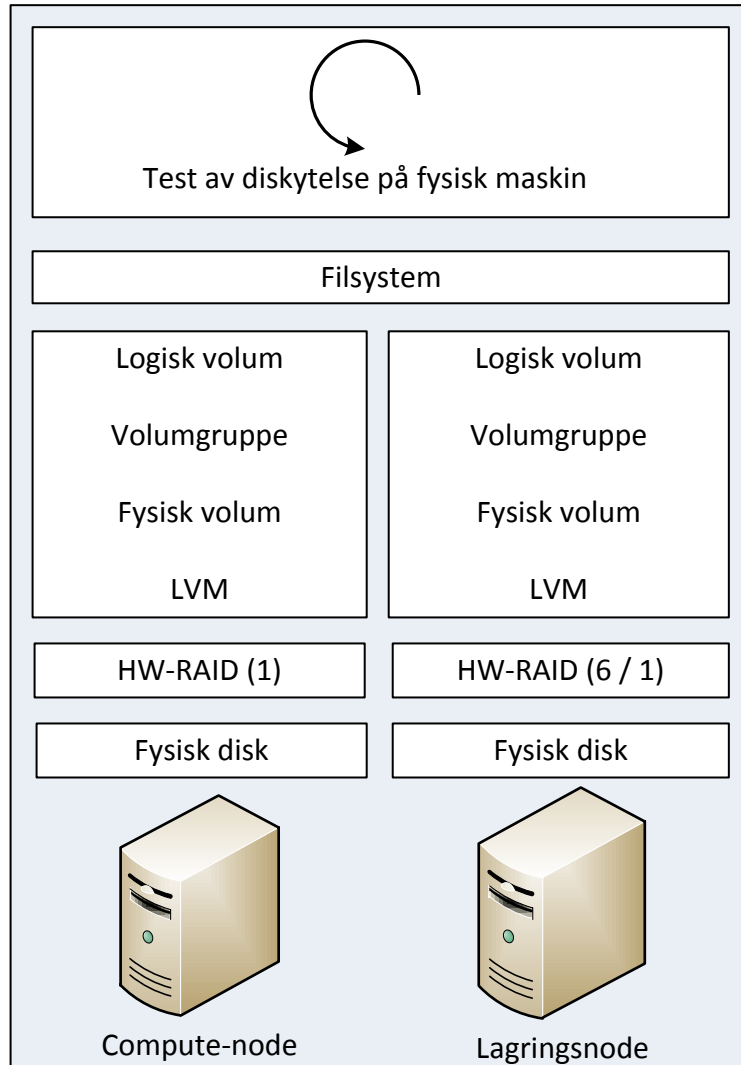 Test av diskytelse på fysisk maskin
Filsystem
Logisk volum
Volumgruppe
Fysisk volum
LVM
Logisk volum
Volumgruppe
Fysisk volum
LVM
HW-RAID (1)
HW-RAID (6 / 1)
Fysisk disk
Fysisk disk
Compute-node
Lagringsnode